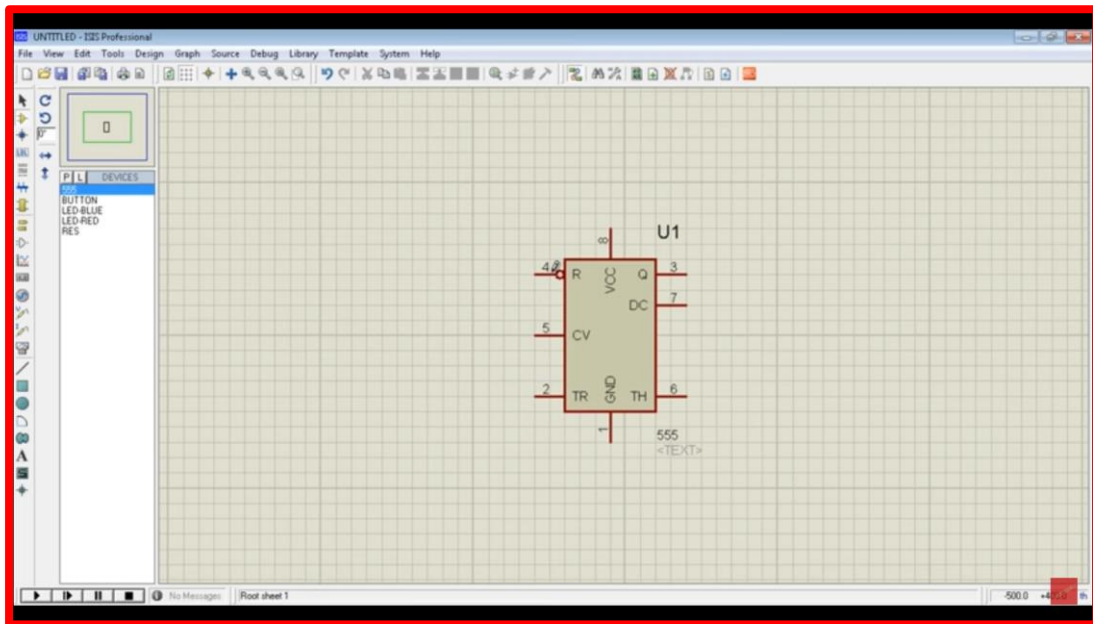 UNTITLED - ISIS Professional
File View Edit Tools Design Graph Source Debug Library Template System Help
P L DEVICES
555
BUTTON
LED-BLUE
LED-RED
RES
U1
8
4
R
VCC
Q
3
DC
7
5
CV
2
TR
GND
TH
6
1
555
<TEXT>
No Messages
Root sheet 1
-500.0
th